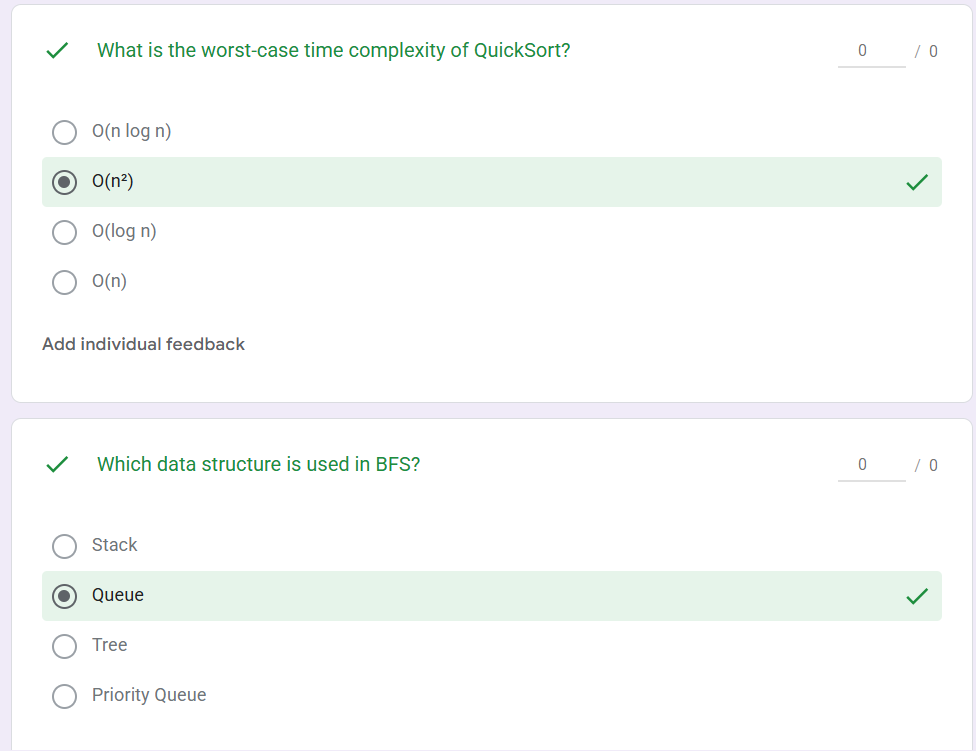 What is the worst-case time complexity of QuickSort? 0 / 0
O(n log n)
O(n²)
O(log n)
O(n)
Add individual feedback
Which data structure is used in BFS? 0 / 0
Stack
Queue
Tree
Priority Queue